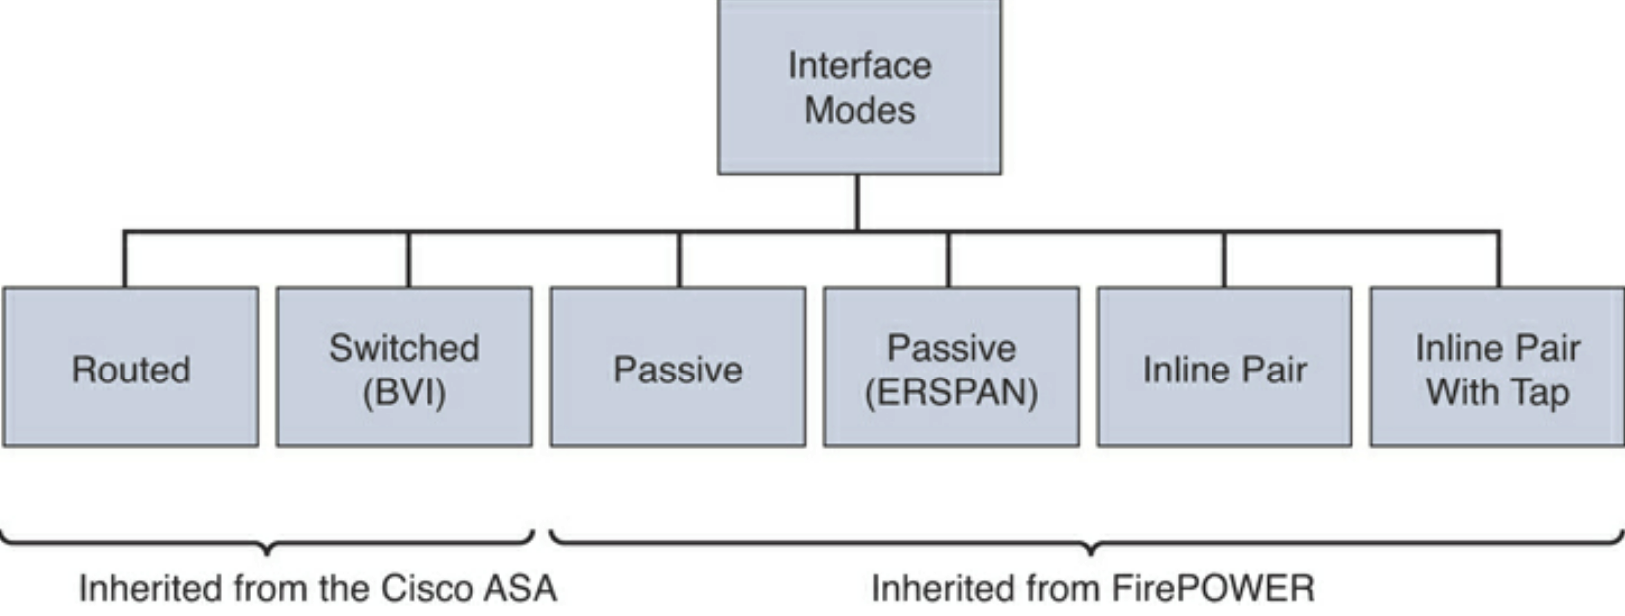 Interface
Modes
Routed
Switched
(BVI)
Passive
Passive
(ERSPAN)
Inline Pair
Inline Pair
With Tap
Inherited from the Cisco ASA
Inherited from FirePOWER